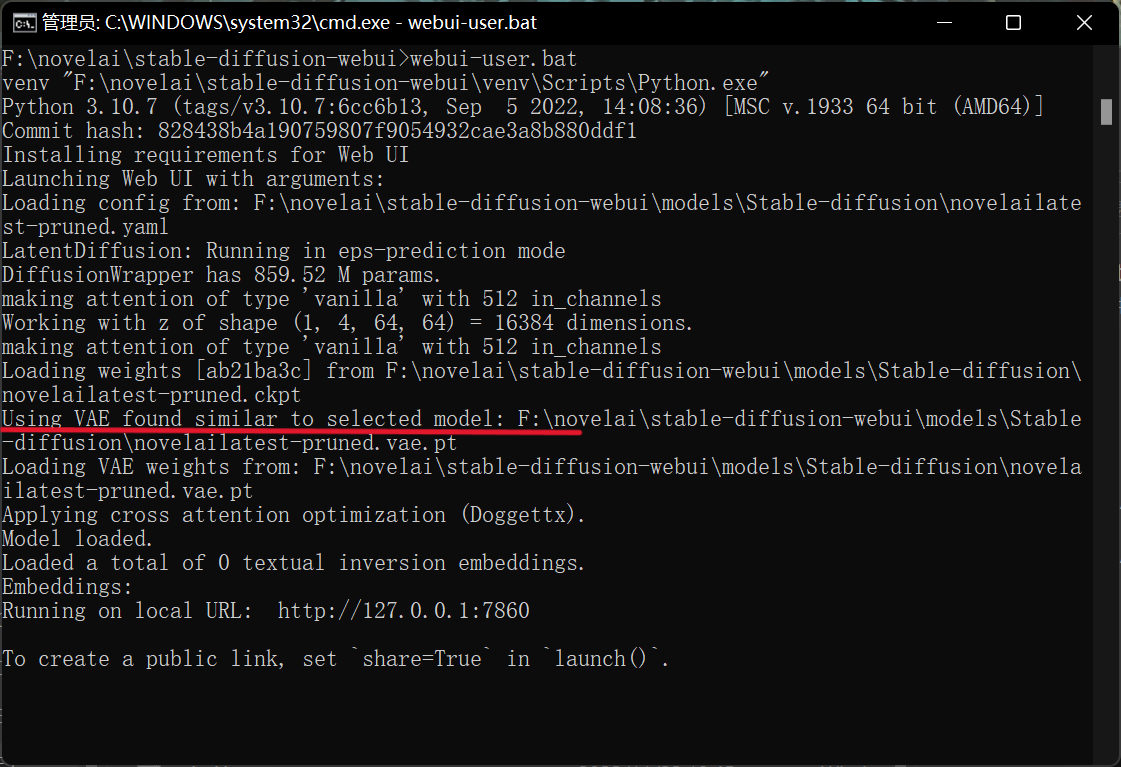 管理员: C:\WINDOWS\system32\cmd.exe - webui-user.bat
F:\novelai\stable-diffusion-webui>webui-user.bat
venv "F:\novelai\stable-diffusion-webui\venv\Scripts\Python.exe"
Python 3.10.7 (tags/v3.10.7:6cc6b13, Sep  5 2022, 14:08:36) [MSC v.1933 64 bit (AMD64)]
Commit hash: 828438b4a190759807f9054932cae3a8b880ddf1
Installing requirements for Web UI
Launching Web UI with arguments:
Loading config from: F:\novelai\stable-diffusion-webui\models\Stable-diffusion\novelailate
st-pruned.yaml
LatentDiffusion: Running in eps-prediction mode
DiffusionWrapper has 859.52 M params.
making attention of type 'vanilla' with 512 in_channels
Working with z of shape (1, 4, 64, 64) = 16384 dimensions.
making attention of type 'vanilla' with 512 in_channels
Loading weights [ab21ba3c] from F:\novelai\stable-diffusion-webui\models\Stable-diffusion\
novelailatest-pruned.ckpt
Using VAE found similar to selected model: F:\novelai\stable-diffusion-webui\models\Stable
-diffusion\novelailatest-pruned.vae.pt
Loading VAE weights from: F:\novelai\stable-diffusion-webui\models\Stable-diffusion\novela
ilatest-pruned.vae.pt
Applying cross attention optimization (Doggettx).
Model loaded.
Loaded a total of 0 textual inversion embeddings.
Embeddings:
Running on local URL:  http://127.0.0.1:7860
To create a public link, set `share=True` in `launch()`.